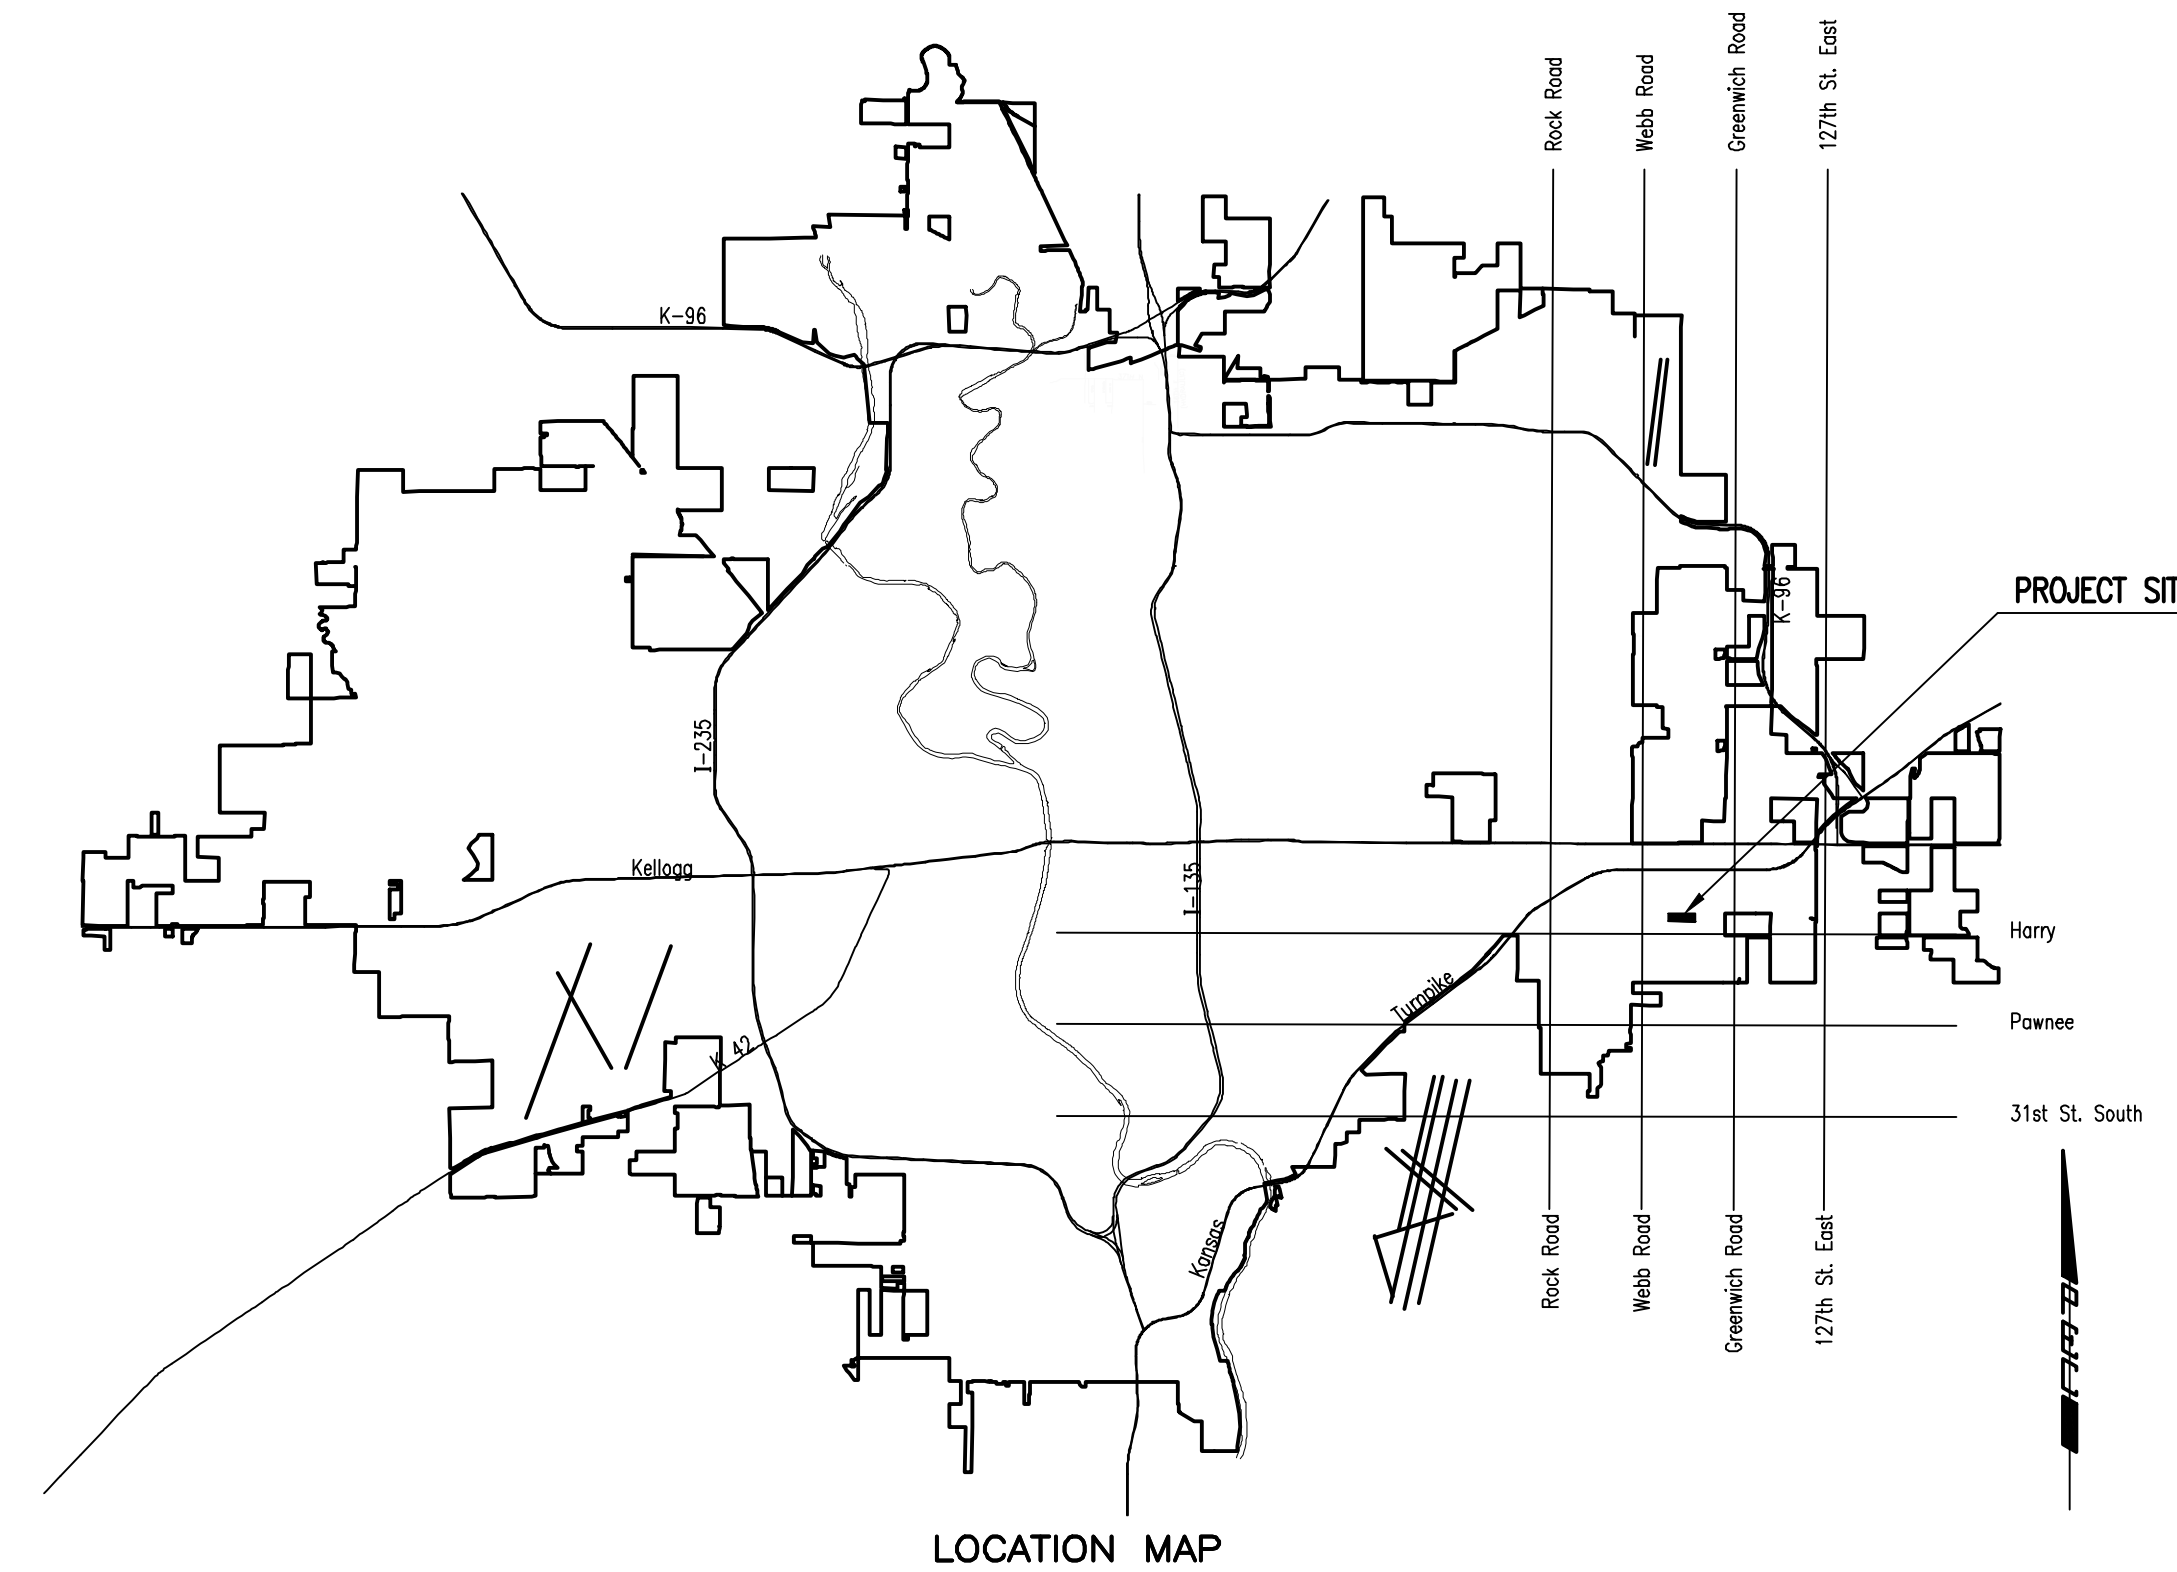 Rock Road
Webb Road
Greenwich Road
127th St. East
K-96
K-96
PROJECT SIT
I-235
Kellogg
I-135
Harry
Turnpike
Pawnee
K 42
31st St. South
Kansas
Rock Road
Webb Road
Greenwich Road
127th St. East
LOCATION MAP